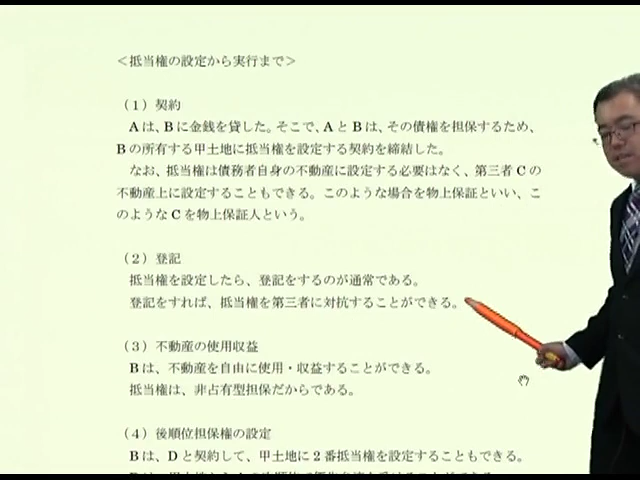 ＜抵当権の設定から実行まで＞
（１）契約
Ａは、Ｂに金銭を貸した。そこで、ＡとＢは、その債権を担保するため、
Ｂの所有する甲土地に抵当権を設定する契約を締結した。
なお、抵当権は債務者自身の不動産に設定する必要はなく、第三者Ｃの
不動産上に設定することもできる。このような場合を物上保証といい、こ
のようなＣを物上保証人という。
（２）登記
抵当権を設定したら、登記をするのが通常である。
登記をすれば、抵当権を第三者に対抗することができる。
（３）不動産の使用収益
Ｂは、不動産を自由に使用・収益することができる。
抵当権は、非占有型担保だからである。
（４）後順位担保権の設定
Ｂは、Ｄと契約して、甲土地に２番抵当権を設定することもできる。